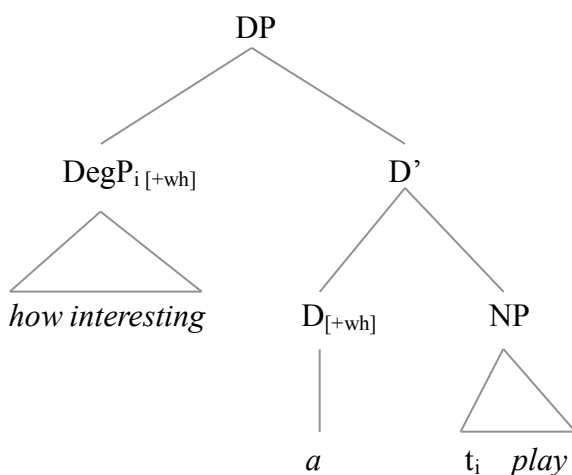 DP
DegPi [+wh] D’
how interesting D[+wh] NP
a ti play